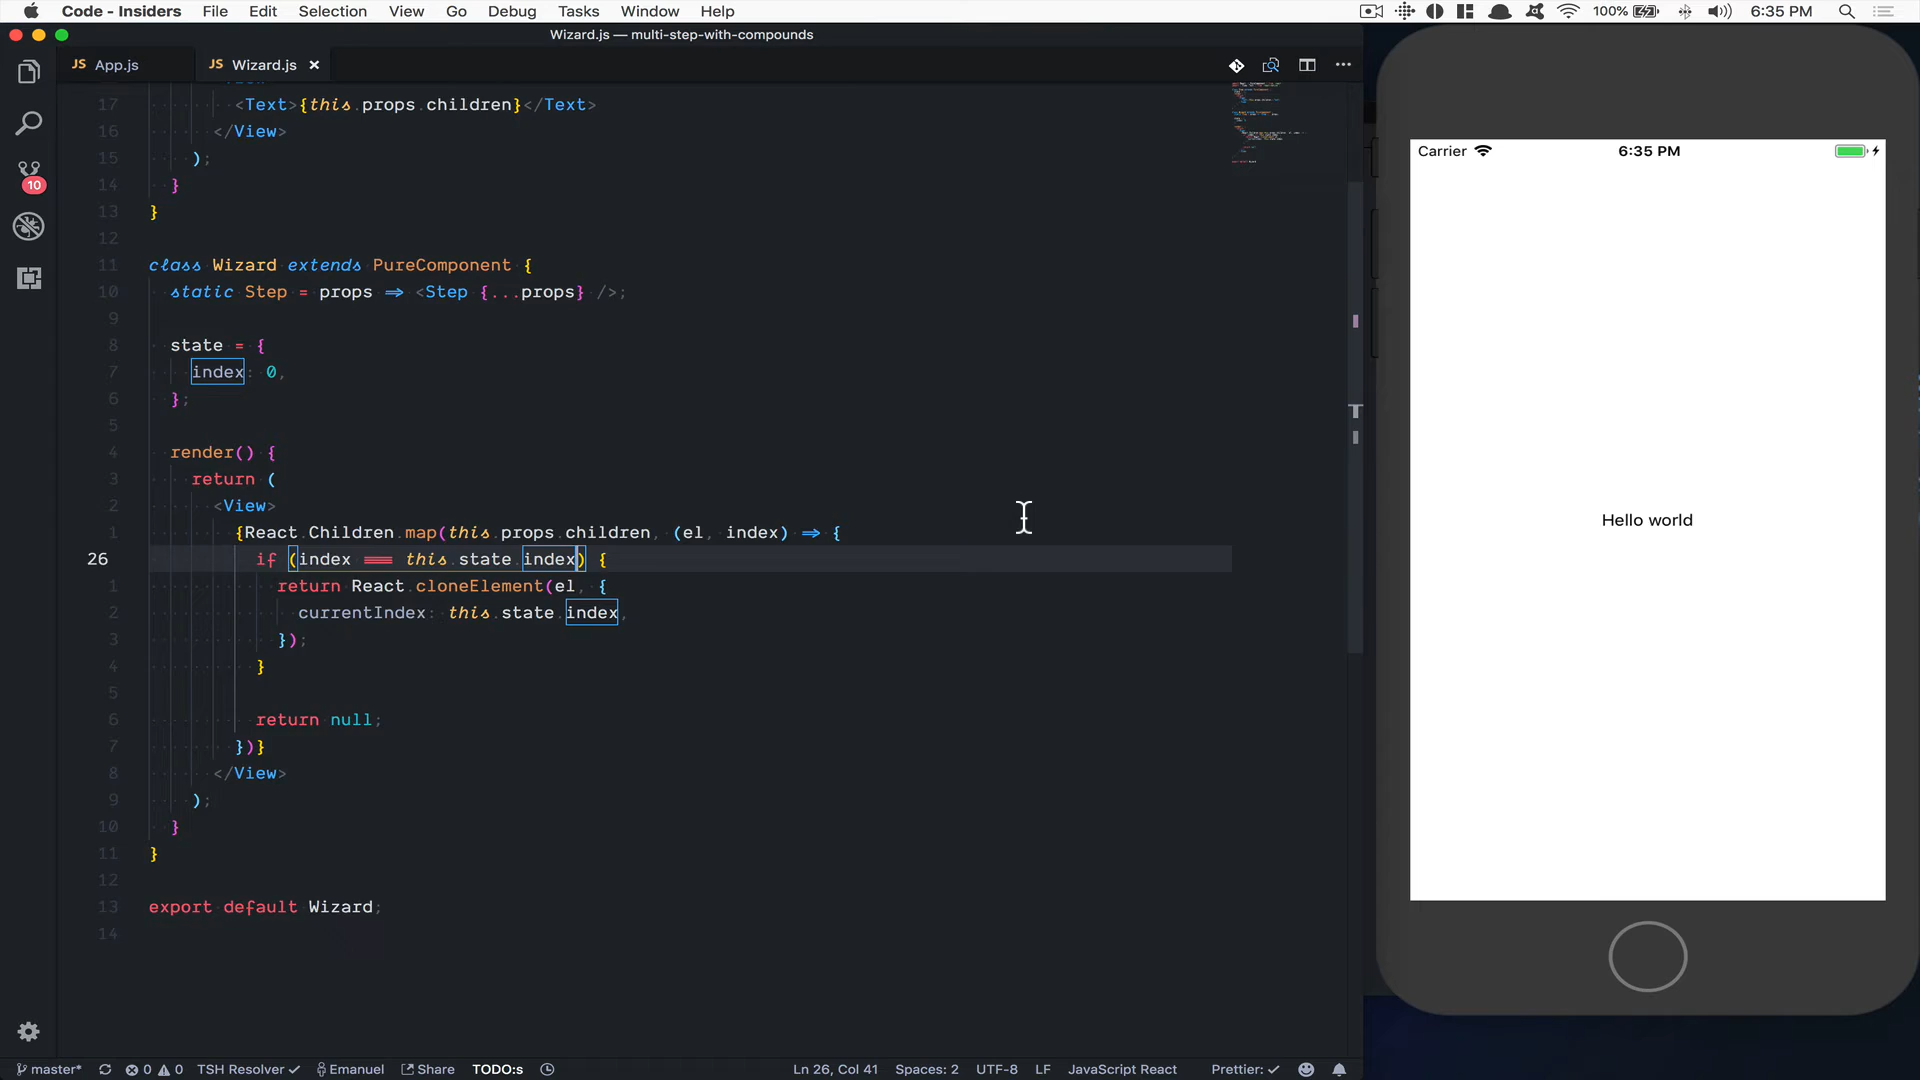 Code - Insiders File Edit Selection View Go Debug Tasks Window Help 100% 6:35 PM
Wizard.js — multi-step-with-compounds
JS App.js JS Wizard.js
17 <Text>{this.props.children}</Text>
16 </View>
15 );
14 }
13 }
12
11 class Wizard extends PureComponent {
10 static Step = props => <Step {...props} />;
9
8 state = {
7 index: 0,
6 };
5
4 render() {
3 return (
2 <View>
1 {React.Children.map(this.props.children, (el, index) => {
26 if (index === this.state.index) {
1 return React.cloneElement(el, {
2 currentIndex: this.state.index,
3 });
4 }
5
6 return null;
7 })}
8 </View>
9 );
10 }
11 }
12
13 export default Wizard;
14
10
master* 0 0 TSH Resolver Emanuel Share TODO:s Ln 26, Col 41 Spaces: 2 UTF-8 LF JavaScript React Prettier: ✓
Carrier 6:35 PM
Hello world